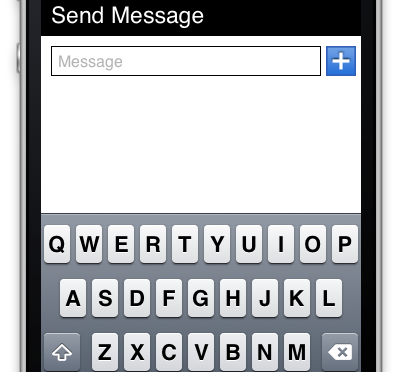 Send Message
Message
Q W E R T Y U I O P
A S D F G H J K L
Z X C V B N M